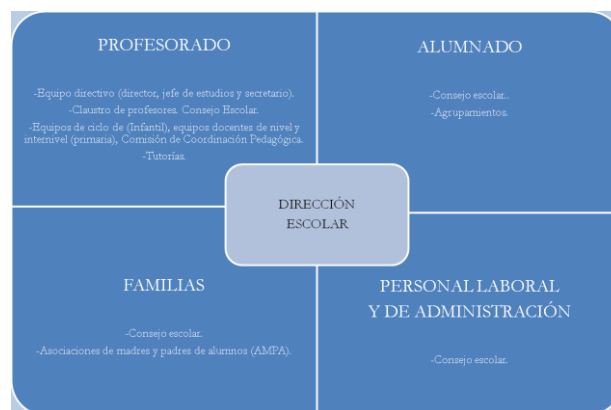 PROFESORADO
-Equipo directivo (director, jefe de estudios y secretario).
-Claustro de profesores. Consejo Escolar.
-Equipos de ciclo de (Infantil), equipos docentes de nivel y
internivel (primaria), Comisión de Coordinación Pedagógica.
-Tutorías.
ALUMNADO
-Consejo escolar..
-Agrupamientos.
DIRECCIÓN
ESCOLAR
FAMILIAS
-Consejo escolar.
-Asociaciones de madres y padres de alumnos (AMPA).
PERSONAL LABORAL
Y DE ADMINISTRACIÓN
-Consejo escolar.